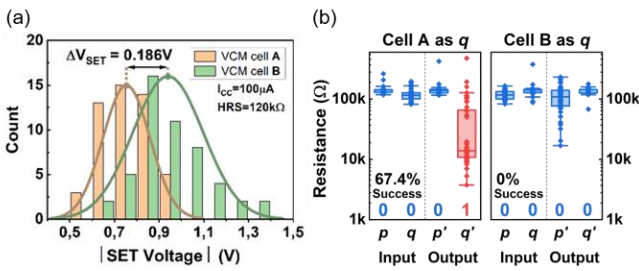 (a)
ΔV_SET = 0.186V
VCM cell A
VCM cell B
I_CC=100μA
HRS=120kΩ
20
15
10
5
0
Count
0,5 0,7 0,9 1,1 1,3 1,5
|SET Voltage| (V)
(b)
Cell A as q
Cell B as q
Resistance (Ω)
100k
10k
1k
67.4%
Success
0 0 0 1
p q p' q'
Input Output
0%
Success
0 0 0 0
p q p' q'
Input Output
100k
10k
1k